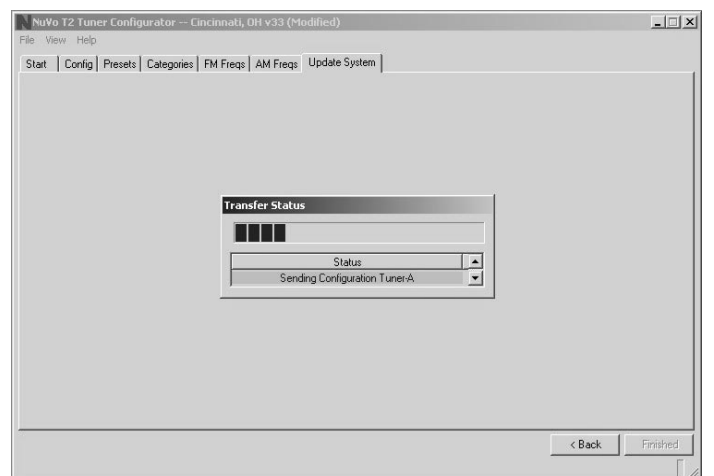 NuVo T2 Tuner Configurator -- Cincinnati, OH v33 (Modified)
File View Help
Start Config Presets Categories FM Freqs AM Freqs Update System
Transfer Status
Status
Sending Configuration Tuner-A
< Back Finished